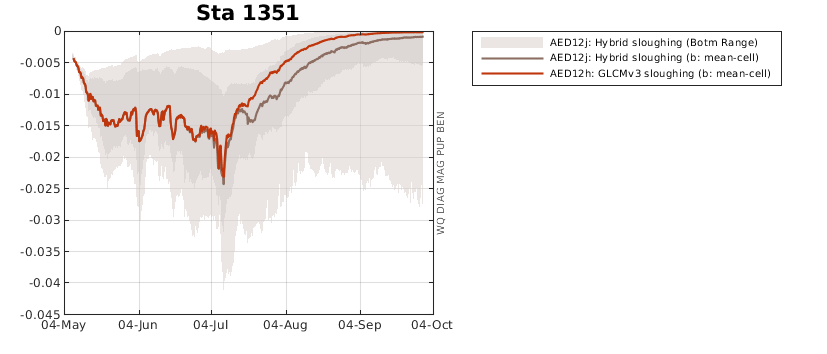 Sta 1351
0
-0.005
-0.01
-0.015
-0.02
-0.025
-0.03
-0.035
-0.04
-0.045
04-May 04-Jun 04-Jul 04-Aug 04-Sep 04-Oct
WQ DIAG MAG PUP BEN
AED12j: Hybrid sloughing (Botm Range)
AED12j: Hybrid sloughing (b: mean-cell)
AED12h: GLCMv3 sloughing (b: mean-cell)